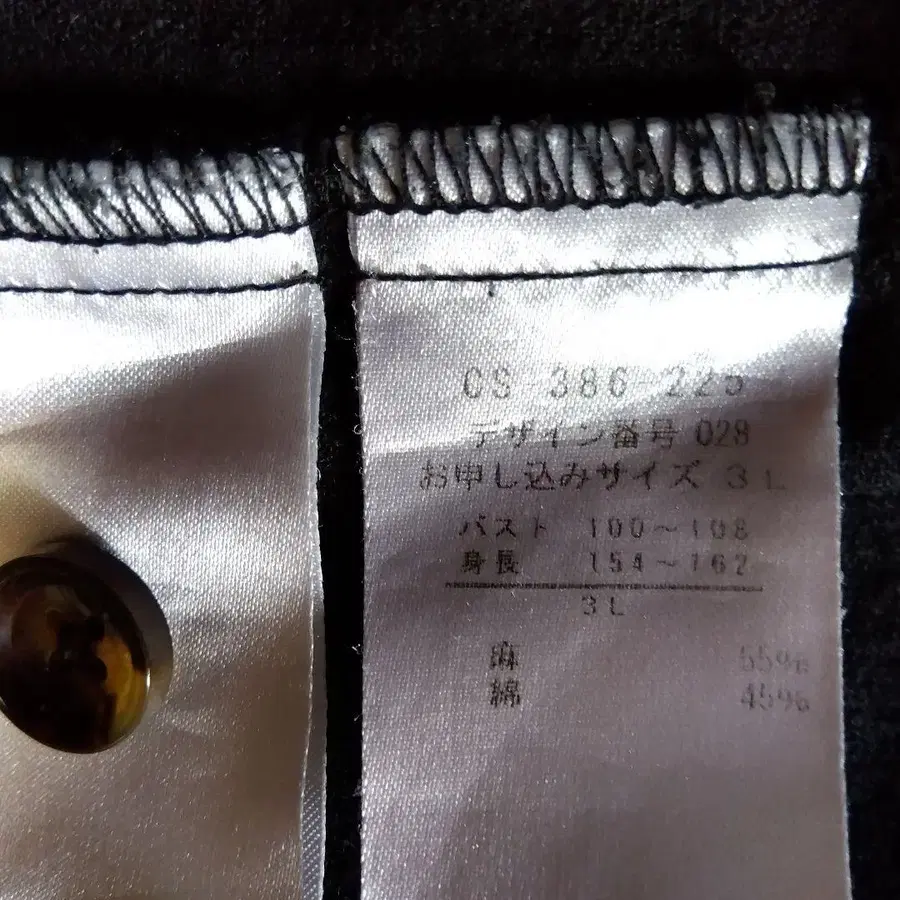 CS-386-225
デザイン番号 028
お申し込みサイズ 3L
バスト 100〜108
身長 154〜162
3L
麻 55%
綿 45%